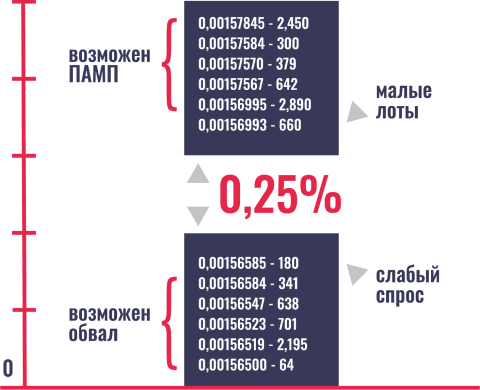 0,00157845 - 2,450
0,00157584 - 300
0,00157570 - 379
0,00157567 - 642
0,00156995 - 2,890
0,00156993 - 660
возможен
ПАМП
малые
лоты
0,25%
0,00156585 - 180
0,00156584 - 341
0,00156547 - 638
0,00156523 - 701
0,00156519 - 2,195
0,00156500 - 64
слабый
спрос
возможен
обвал
0